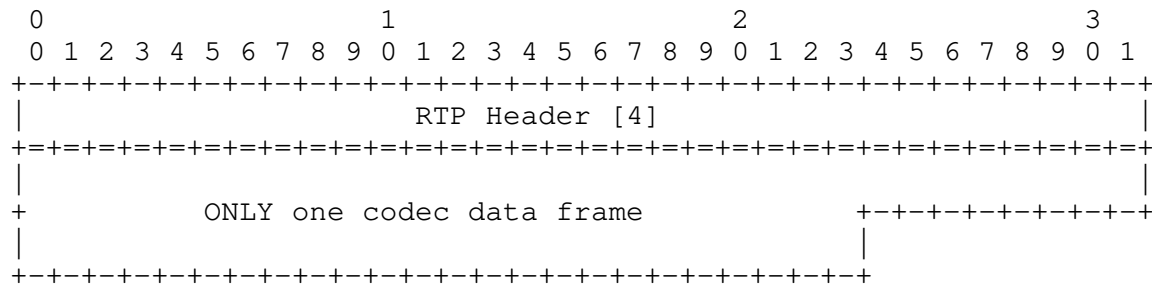 0                   1                   2                   3
 0 1 2 3 4 5 6 7 8 9 0 1 2 3 4 5 6 7 8 9 0 1 2 3 4 5 6 7 8 9 0 1
+-+-+-+-+-+-+-+-+-+-+-+-+-+-+-+-+-+-+-+-+-+-+-+-+-+-+-+-+-+-+-+-+
|                      RTP Header [4]                           |
+=+=+=+=+=+=+=+=+=+=+=+=+=+=+=+=+=+=+=+=+=+=+=+=+=+=+=+=+=+=+=+=+
|                                                               |
+          ONLY one codec data frame            +-+-+-+-+-+-+-+-+
|                                               |
+-+-+-+-+-+-+-+-+-+-+-+-+-+-+-+-+-+-+-+-+-+-+-+-+